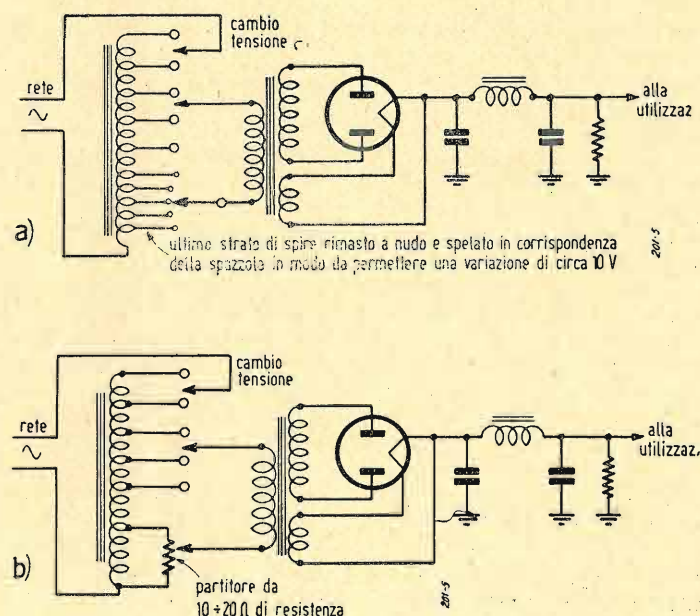 cambio
tensione
rete
~
alla
utilizzaz
a)
ultimo strato di spire rimasto a nudo e spelato in corrispondenza
della spazzola in modo da permettere una variazione di circa 10 V
201-5
cambio
tensione
rete
~
alla
utilizzaz.
b)
partitore da
10÷20 Ω di resistenza
201-5